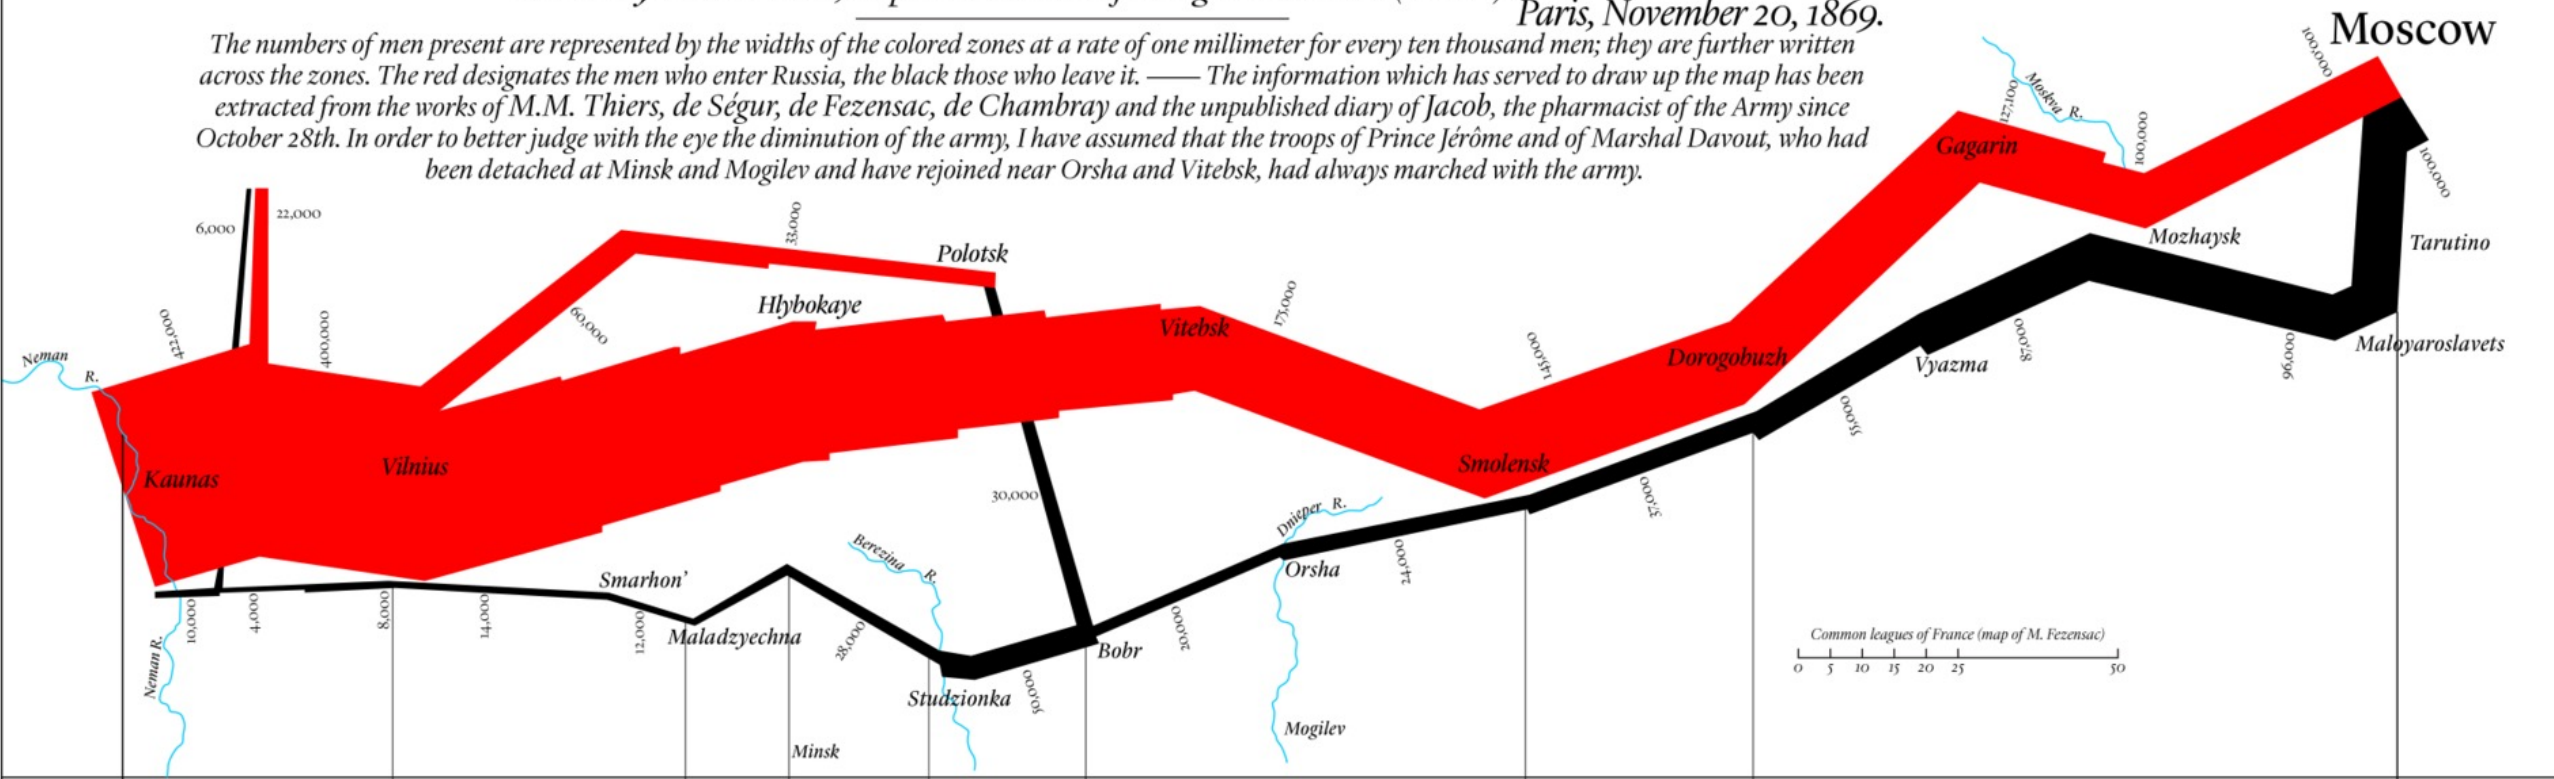 Paris, November 20, 1869.
The numbers of men present are represented by the widths of the colored zones at a rate of one millimeter for every ten thousand men; they are further written
across the zones. The red designates the men who enter Russia, the black those who leave it. —— The information which has served to draw up the map has been
extracted from the works of M.M. Thiers, de Ségur, de Fezensac, de Chambray and the unpublished diary of Jacob, the pharmacist of the Army since
October 28th. In order to better judge with the eye the diminution of the army, I have assumed that the troops of Prince Jérôme and of Marshal Davout, who had
been detached at Minsk and Mogilev and have rejoined near Orsha and Vitebsk, had always marched with the army.
Moscow
100,000
Moskva R.
127,100
100,000
Gagarin
100,000
6,000
22,000
33,000
Polotsk
Mozhaysk
Tarutino
Hlybokaye
60,000
422,000
400,000
175,000
Vitebsk
145,000
Dorogobuzh
Vyazma
87,000
96,000
Maloyaroslavets
Neman
R.
Kaunas
Vilnius
Smolensk
55,000
37,000
30,000
Dnieper R.
Berezina R.
Orsha
24,000
Smarhon'
10,000
4,000
8,000
14,000
12,000
Maladzyechna
28,000
Bobr
20,000
Neman R.
Studzionka
50,000
Mogilev
Minsk
Common leagues of France (map of M. Fezensac)
0 5 10 15 20 25 50